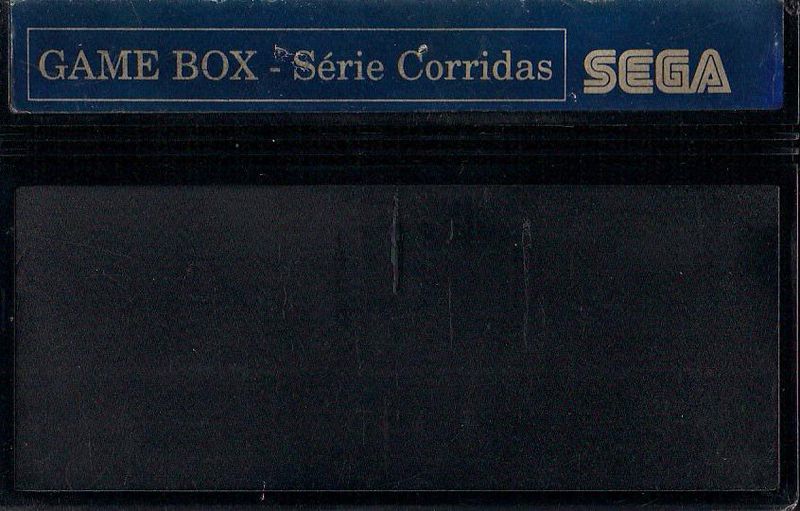 GAME BOX - Série Corridas
SEGA